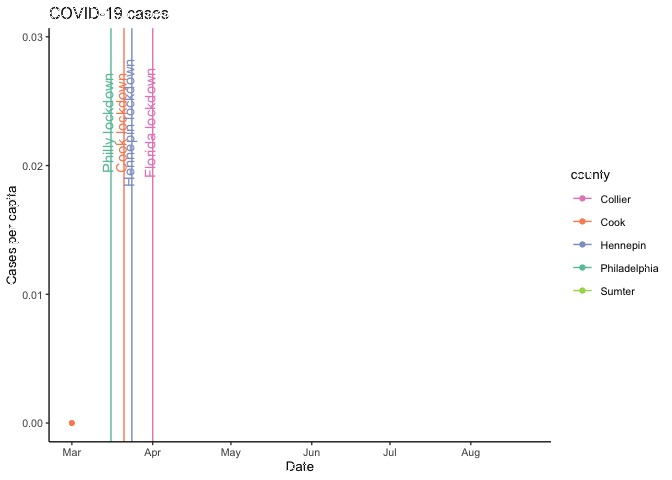 COVID-19 cases
0.03
0.02
0.01
0.00
Cases per capita
Philly lockdown
Cook lockdown
Hennepin lockdown
Florida lockdown
Mar
Apr
May
Jun
Jul
Aug
Date
county
Collier
Cook
Hennepin
Philadelphia
Sumter